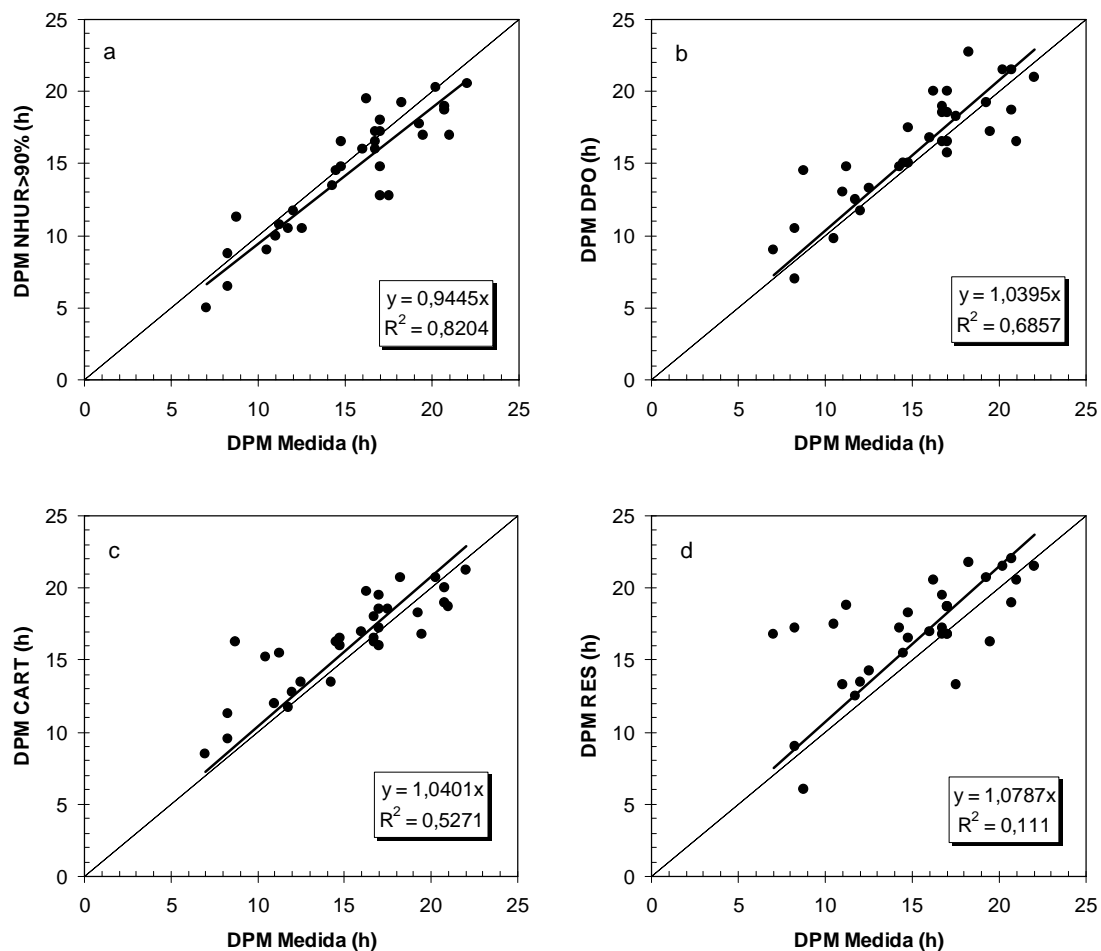 a
DPM NHUR>90% (h)
25
20
15
10
5
0
y = 0,9445x
R² = 0,8204
0 5 10 15 20 25
DPM Medida (h)
b
DPM DPO (h)
25
20
15
10
5
0
y = 1,0395x
R² = 0,6857
0 5 10 15 20 25
DPM Medida (h)
c
DPM CART (h)
25
20
15
10
5
0
y = 1,0401x
R² = 0,5271
0 5 10 15 20 25
DPM Medida (h)
d
DPM RES (h)
25
20
15
10
5
0
y = 1,0787x
R² = 0,111
0 5 10 15 20 25
DPM Medida (h)